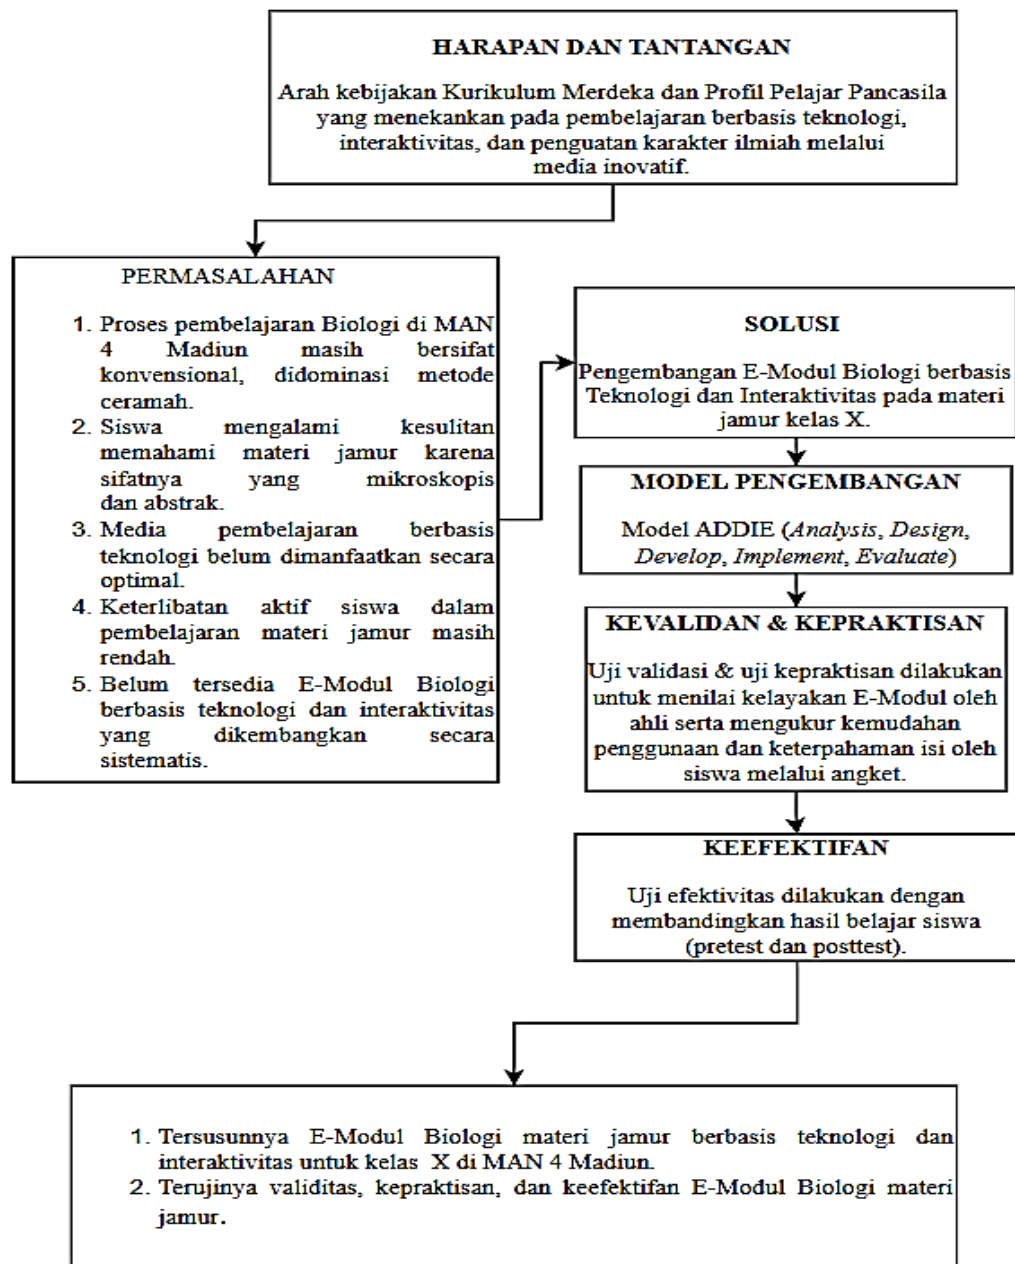 HARAPAN DAN TANTANGAN
Arah kebijakan Kurikulum Merdeka dan Profil Pelajar Pancasila
yang menekankan pada pembelajaran berbasis teknologi,
interaktivitas, dan penguatan karakter ilmiah melalui
media inovatif.
PERMASALAHAN
1. Proses pembelajaran Biologi di MAN
4 Madiun masih bersifat
konvensional, didominasi metode
ceramah.
2. Siswa mengalami kesulitan
memahami materi jamur karena
sifatnya yang mikroskopis
dan abstrak.
3. Media pembelajaran berbasis
teknologi belum dimanfaatkan secara
optimal.
4. Keterlibatan aktif siswa dalam
pembelajaran materi jamur masih
rendah.
5. Belum tersedia E-Modul Biologi
berbasis teknologi dan interaktivitas
yang dikembangkan secara
sistematis.
SOLUSI
Pengembangan E-Modul Biologi berbasis
Teknologi dan Interaktivitas pada materi
jamur kelas X.
MODEL PENGEMBANGAN
Model ADDIE (Analysis, Design,
Develop, Implement, Evaluate)
KEVALIDAN & KEPRAKTISAN
Uji validasi & uji kepraktisan dilakukan
untuk menilai kelayakan E-Modul oleh
ahli serta mengukur kemudahan
penggunaan dan keterpahaman isi oleh
siswa melalui angket.
KEEFEKTIFAN
Uji efektivitas dilakukan dengan
membandingkan hasil belajar siswa
(pretest dan posttest).
1. Tersusunnya E-Modul Biologi materi jamur berbasis teknologi dan
interaktivitas untuk kelas X di MAN 4 Madiun.
2. Terujinya validitas, kepraktisan, dan keefektifan E-Modul Biologi materi
jamur.